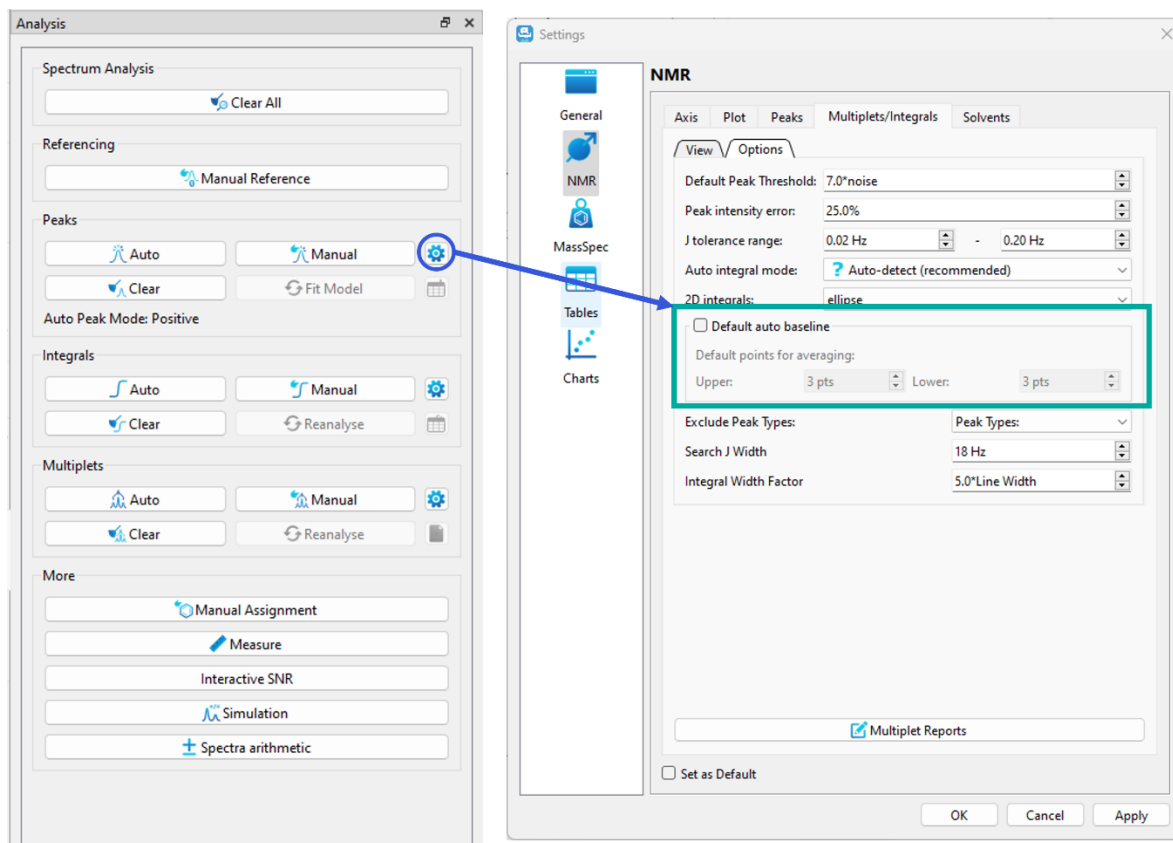 Analysis
Spectrum Analysis
Clear All
Referencing
Manual Reference
Peaks
Auto Manual
Clear Fit Model
Auto Peak Mode: Positive
Integrals
Auto Manual
Clear Reanalyse
Multiplets
Auto Manual
Clear Reanalyse
More
Manual Assignment
Measure
Interactive SNR
Simulation
Spectra arithmetic
Settings
General
NMR
MassSpec
Tables
Charts
NMR
Axis Plot Peaks Multiplets/Integrals Solvents
View Options
Default Peak Threshold: 7.0*noise
Peak intensity error: 25.0%
J tolerance range: 0.02 Hz - 0.20 Hz
Auto integral mode: ? Auto-detect (recommended)
2D integrals: ellipse
Default auto baseline
Default points for averaging:
Upper: 3 pts Lower: 3 pts
Exclude Peak Types: Peak Types:
Search J Width 18 Hz
Integral Width Factor 5.0*Line Width
Multiplet Reports
Set as Default
OK Cancel Apply